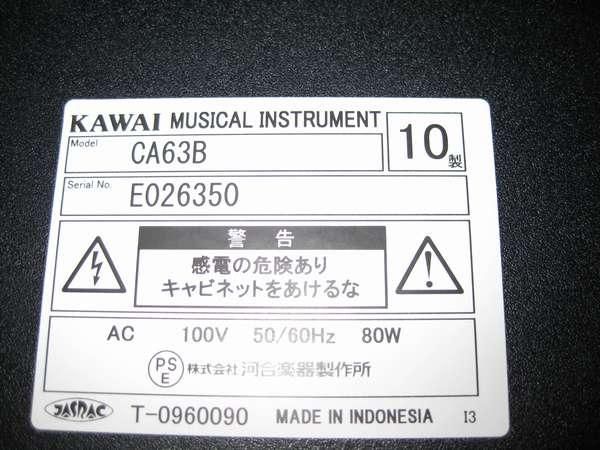 KAWAI MUSICAL INSTRUMENT
10製
Model
CA63B
Serial No.
E026350
警告
感電の危険あり
キャビネットをあけるな
AC 100V 50/60Hz 80W
PS
E
株式会社 河合楽器製作所
JASRAC T-0960090 MADE IN INDONESIA I3